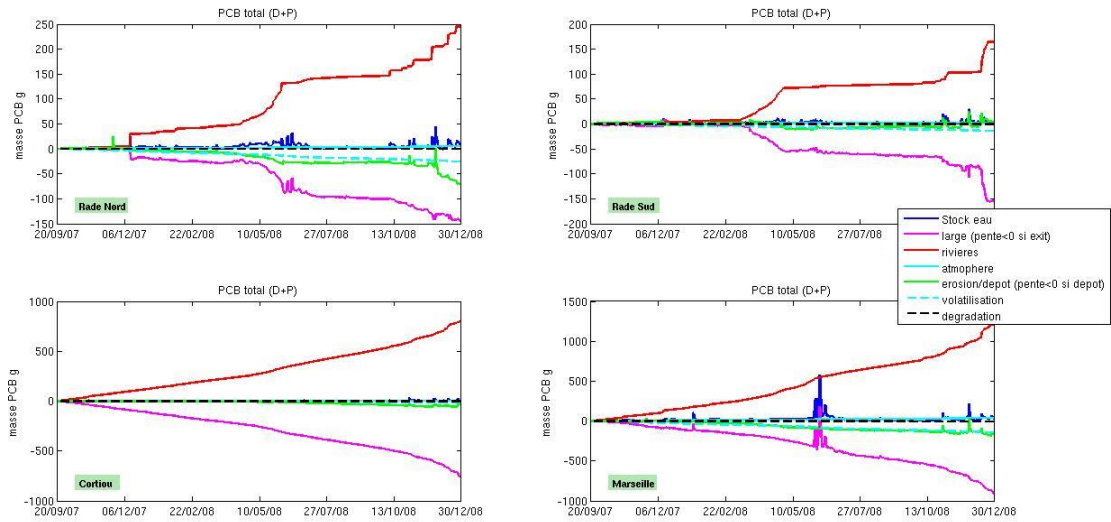 PCB total (D+P)
250
200
150
100
50
0
-50
-100
-150
masse PCB g
Rade Nord
20/09/07 06/12/07 22/02/08 10/05/08 27/07/08 13/10/08 30/12/08
PCB total (D+P)
200
150
100
50
0
-50
-100
-150
-200
masse PCB g
Rade Sud
20/09/07 06/12/07 22/02/08 10/05/08 27/07/08
Stock eau
large (pente<0 si exit)
rivieres
atmophere
erosion/depot (pente<0 si depot)
volatilisation
degradation
PCB total (D+P)
1000
500
0
-500
-1000
masse PCB g
Cortiou
20/09/07 06/12/07 22/02/08 10/05/08 27/07/08 13/10/08 30/12/08
PCB total (D+P)
1500
1000
500
0
-500
-1000
masse PCB g
Marseille
20/09/07 06/12/07 22/02/08 10/05/08 27/07/08 13/10/08 30/12/08